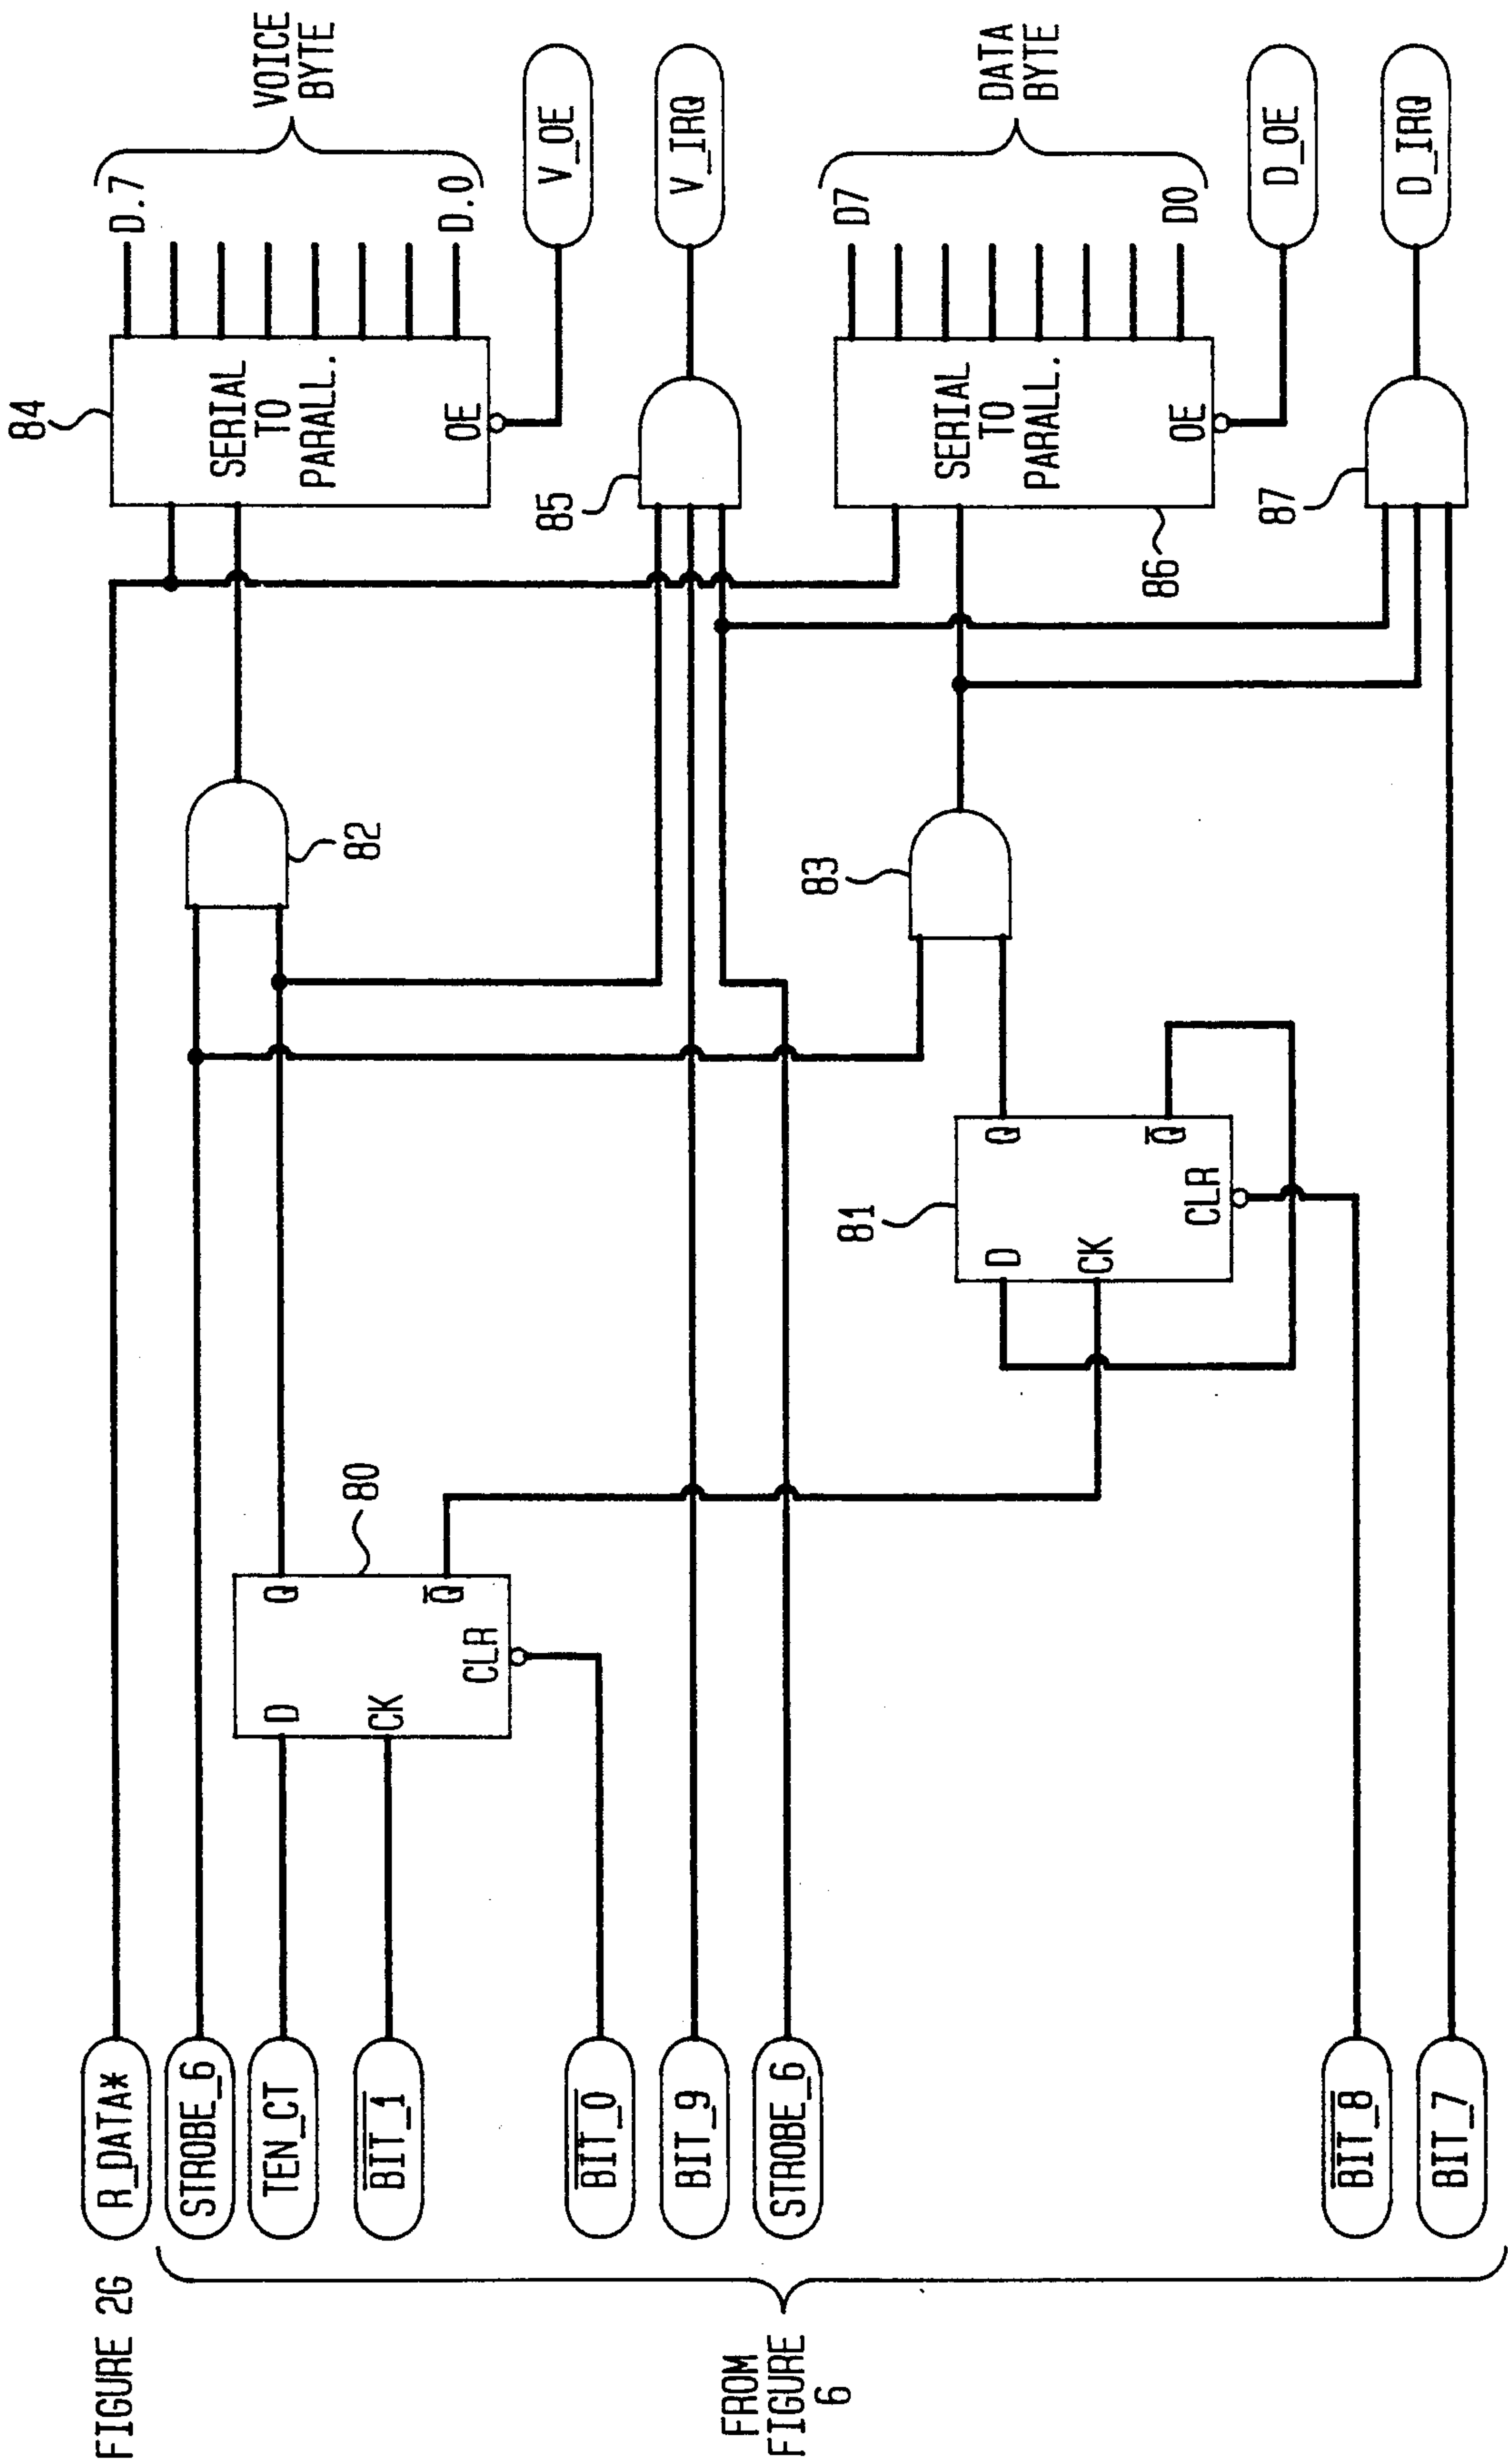 FIGURE 2G
R_DATA*
STROBE_6
TEN_CT
BIT_1
BIT_0
BIT_9
STROBE_6
BIT_8
BIT_7
FROM
FIGURE
6
D
CK
CLR
Q
Q
80
D
CK
CLR
Q
Q
81
82
83
84
SERIAL
TO
PARALL.
OE
D.7
D.0
VOICE
BYTE
V_OE
85
V_IRQ
SERIAL
TO
PARALL.
OE
86
D7
D0
DATA
BYTE
D_OE
87
D_IRQ